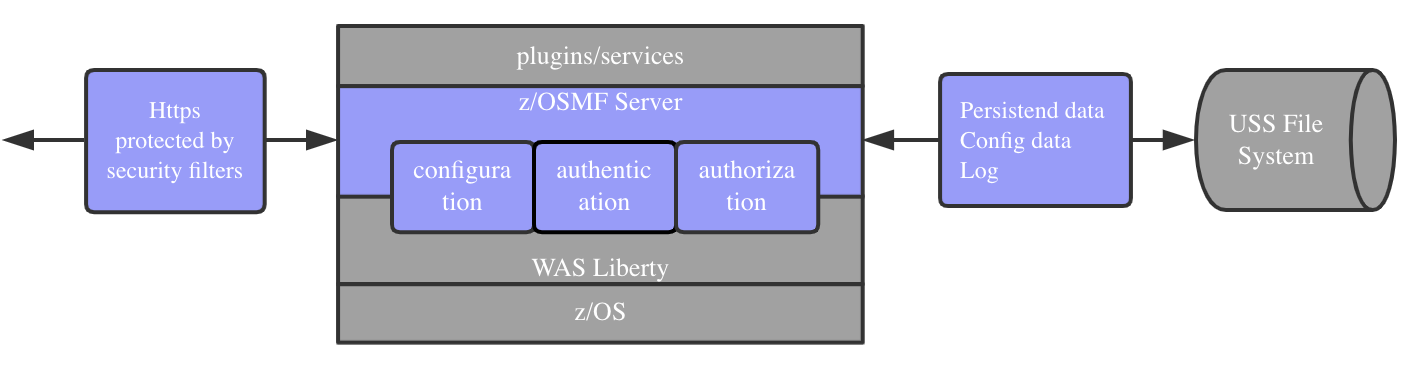 Https
protected by
security filters
plugins/services
z/OSMF Server
configura
tion
authentic
ation
authoriza
tion
WAS Liberty
z/OS
Persistend data
Config data
Log
USS File
System